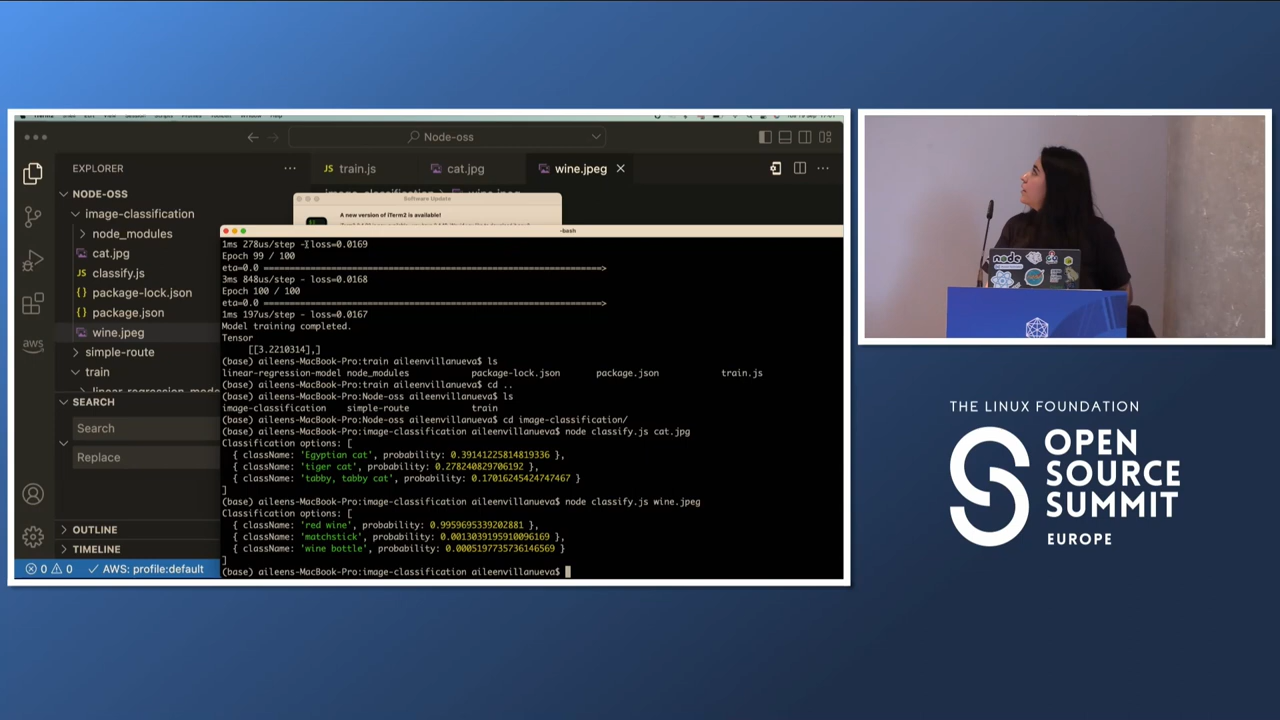 Node-oss
EXPLORER
JS train.js
cat.jpg
wine.jpeg
NODE-OSS
image-classification
node_modules
cat.jpg
JS classify.js
{} package-lock.json
{} package.json
wine.jpeg
simple-route
train
SEARCH
Search
Replace
OUTLINE
TIMELINE
aws
0 0 AWS: profile:default
Software Update
A new version of iTerm2 is available!
-bash
1ms 278us/step - loss=0.0169
Epoch 99 / 100
eta=0.0 ================================================================>
3ms 848us/step - loss=0.0168
Epoch 100 / 100
eta=0.0 ================================================================>
1ms 197us/step - loss=0.0167
Model training completed.
Tensor
[[3.2210314],]
(base) aileens-MacBook-Pro:train aileenvillanueva$ ls
linear-regression-model node_modules package-lock.json package.json train.js
(base) aileens-MacBook-Pro:train aileenvillanueva$ cd ..
(base) aileens-MacBook-Pro:Node-oss aileenvillanueva$ ls
image-classification simple-route train
(base) aileens-MacBook-Pro:Node-oss aileenvillanueva$ cd image-classification/
(base) aileens-MacBook-Pro:image-classification aileenvillanueva$ node classify.js cat.jpg
Classification options: [
{ className: 'Egyptian cat', probability: 0.39141225814819336 },
{ className: 'tiger cat', probability: 0.278240829706192 },
{ className: 'tabby, tabby cat', probability: 0.17016245424747467 }
]
(base) aileens-MacBook-Pro:image-classification aileenvillanueva$ node classify.js wine.jpeg
Classification options: [
{ className: 'red wine', probability: 0.9959695339202881 },
{ className: 'matchstick', probability: 0.0013039195910096169 },
{ className: 'wine bottle', probability: 0.0005197735736146569 }
]
(base) aileens-MacBook-Pro:image-classification aileenvillanueva$
node
THE LINUX FOUNDATION
OPEN
SOURCE
SUMMIT
EUROPE